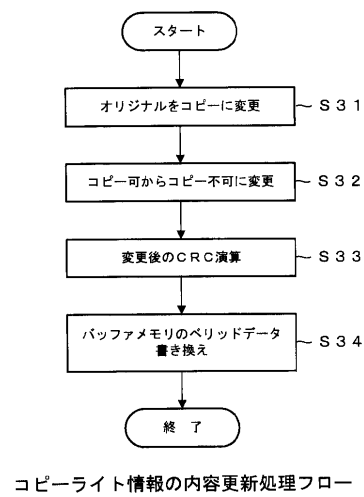 スタート
オリジナルをコピーに変更
S31
コピー可からコピー不可に変更
S32
変更後のCRC演算
S33
バッファメモリのベリッドデータ
書き換え
S34
終 了
コピーライト情報の内容更新処理フロー